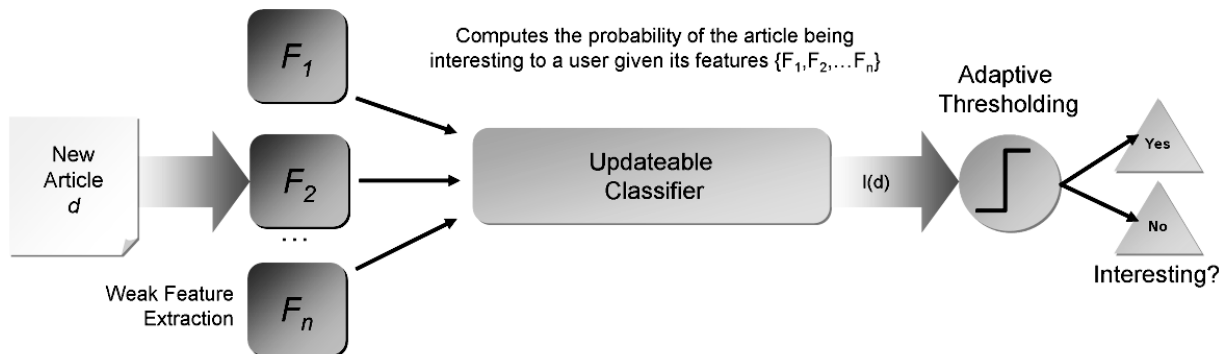 New
Article
d
F1
F2
...
Fn
Weak Feature
Extraction
Computes the probability of the article being
interesting to a user given its features {F1,F2,...Fn}
Updateable
Classifier
I(d)
Adaptive
Thresholding
Yes
No
Interesting?